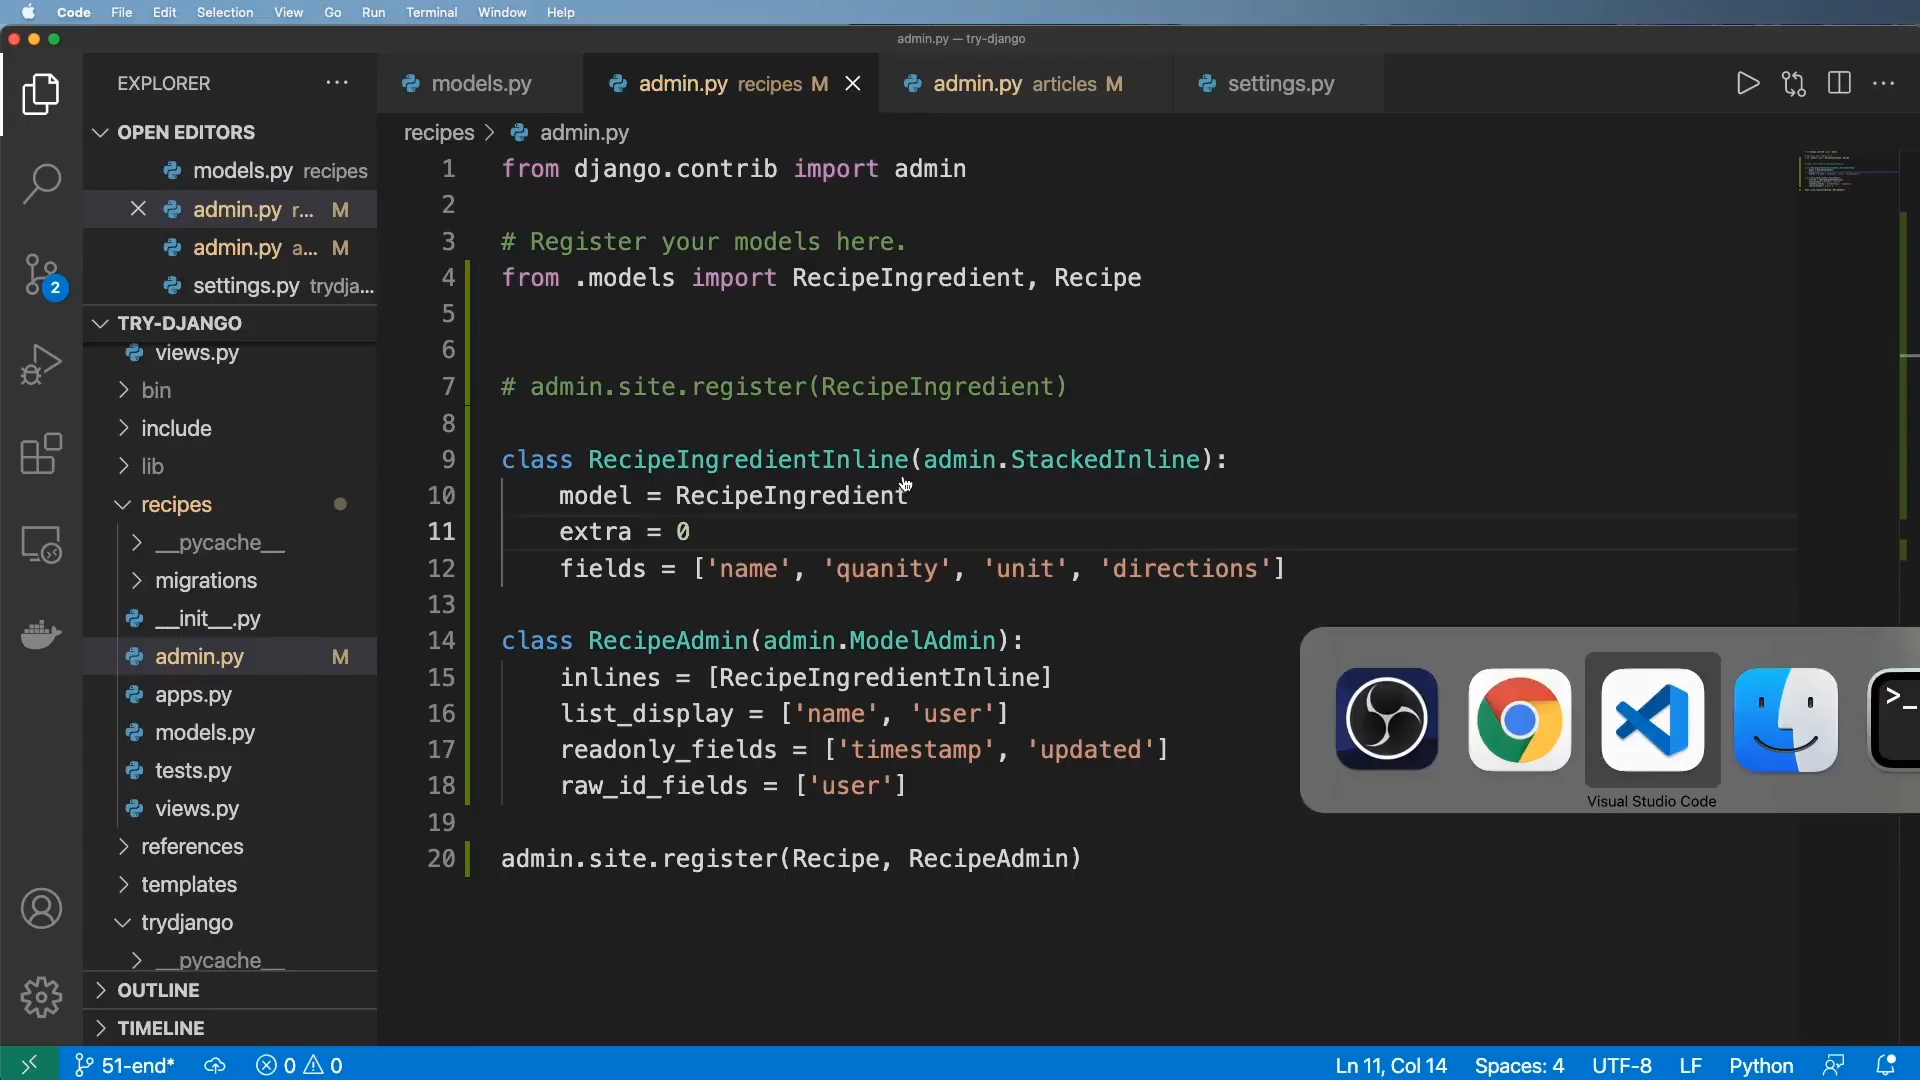 Code File Edit Selection View Go Run Terminal Window Help
admin.py — try-django
EXPLORER
models.py
admin.py recipes M
admin.py articles M
settings.py
OPEN EDITORS
models.py recipes
admin.py r... M
admin.py a... M
settings.py trydja...
TRY-DJANGO
views.py
bin
include
lib
recipes
__pycache__
migrations
__init__.py
admin.py M
apps.py
models.py
tests.py
views.py
references
templates
trydjango
__pycache__
OUTLINE
TIMELINE
2
recipes > admin.py
1 from django.contrib import admin
2
3 # Register your models here.
4 from .models import RecipeIngredient, Recipe
5
6
7 # admin.site.register(RecipeIngredient)
8
9 class RecipeIngredientInline(admin.StackedInline):
10 model = RecipeIngredient
11 extra = 0
12 fields = ['name', 'quanity', 'unit', 'directions']
13
14 class RecipeAdmin(admin.ModelAdmin):
15 inlines = [RecipeIngredientInline]
16 list_display = ['name', 'user']
17 readonly_fields = ['timestamp', 'updated']
18 raw_id_fields = ['user']
19
20 admin.site.register(Recipe, RecipeAdmin)
>_
Visual Studio Code
51-end* 0 0 Ln 11, Col 14 Spaces: 4 UTF-8 LF Python